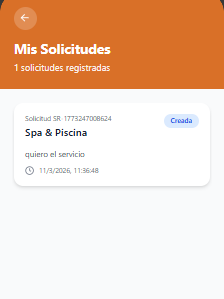 Mis Solicitudes
1 solicitudes registradas
Solicitud SR 1773247008624
Creada
Spa & Piscina
quiero el servicio
11/3/2026, 11:36:48